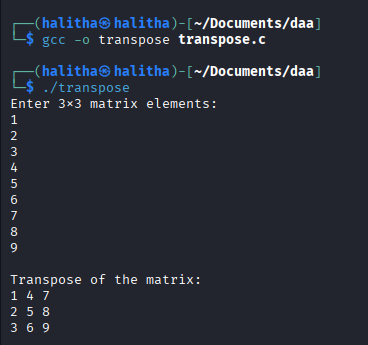 ┌──(halitha㉿halitha)-[~/Documents/daa]
└─$ gcc -o transpose transpose.c
┌──(halitha㉿halitha)-[~/Documents/daa]
└─$ ./transpose
Enter 3×3 matrix elements:
1
2
3
4
5
6
7
8
9
Transpose of the matrix:
1 4 7
2 5 8
3 6 9